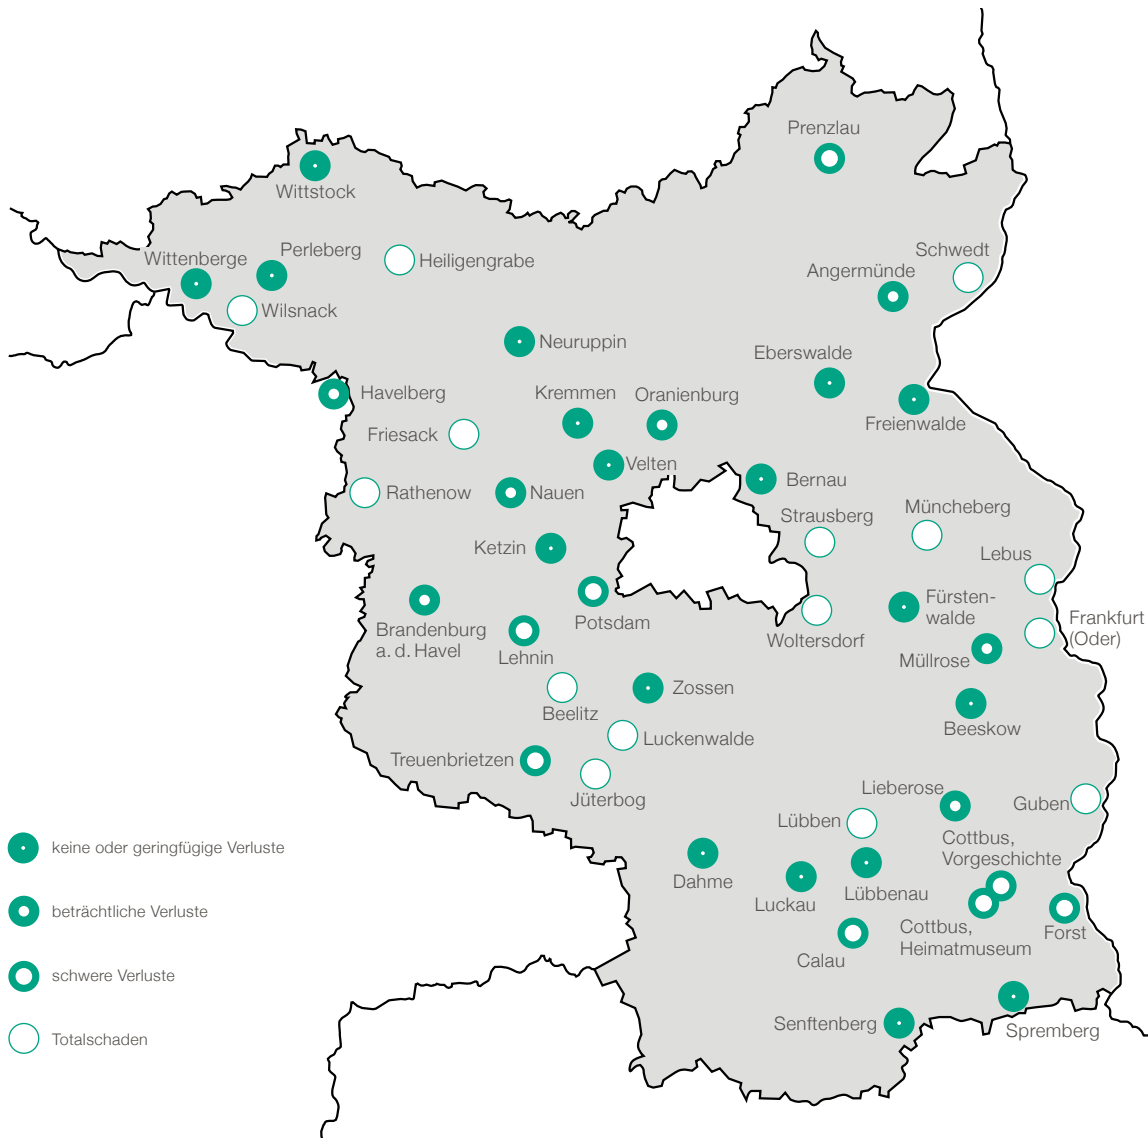 Prenzlau
Wittstock
Wittenberge
Perleberg
Heiligengrabe
Schwedt
Angermünde
Wilsnack
Neuruppin
Eberswalde
Havelberg
Kremmen
Oranienburg
Freienwalde
Friesack
Velten
Bernau
Rathenow
Nauen
Strausberg
Müncheberg
Ketzin
Lebus
Fürsten-
walde
Frankfurt
(Oder)
Brandenburg
a. d. Havel
Potsdam
Woltersdorf
Lehnin
Müllrose
Zossen
Beelitz
Beeskow
Luckenwalde
Treuenbrietzen
Jüterbog
Lieberose
Guben
Lübben
Cottbus,
Vorgeschichte
Dahme
Luckau
Lübbenau
Cottbus,
Heimatmuseum
Forst
Calau
Senftenberg
Spremberg
keine oder geringfügige Verluste
beträchtliche Verluste
schwere Verluste
Totalschaden